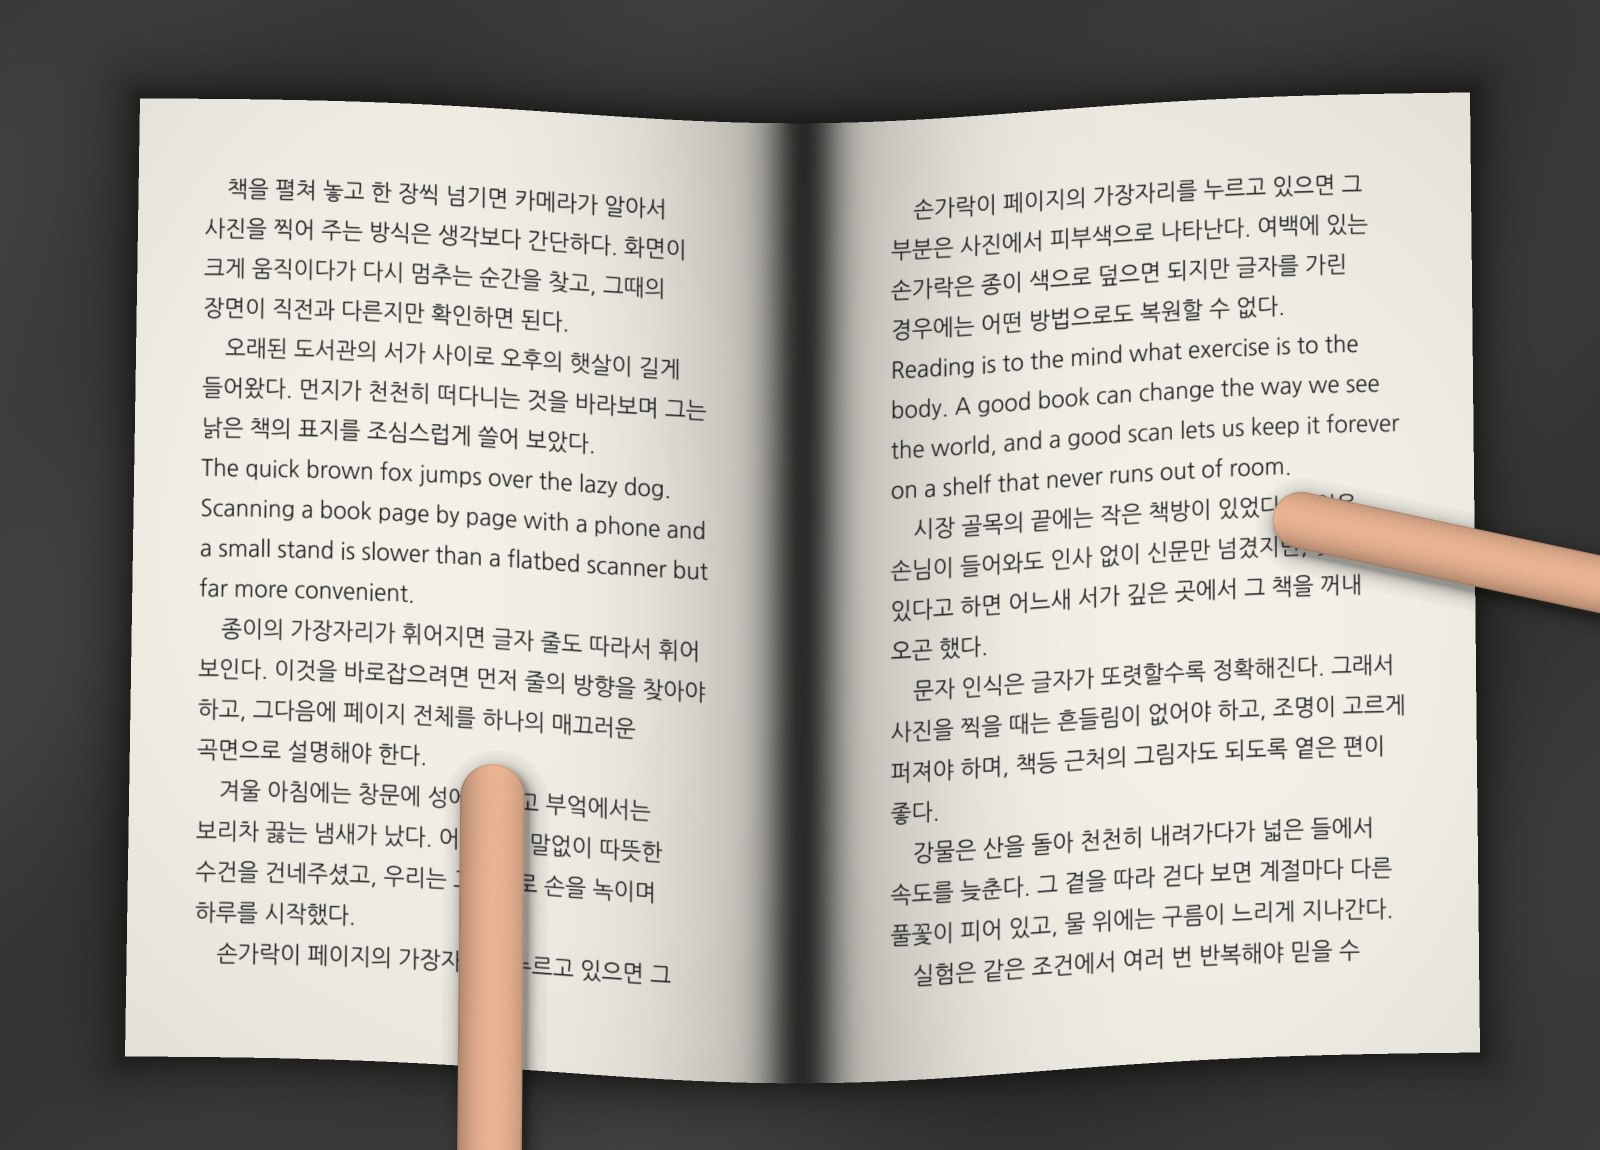 책을 펼쳐 놓고 한 장씩 넘기면 카메라가 알아서
사진을 찍어 주는 방식은 생각보다 간단하다. 화면이
크게 움직이다가 다시 멈추는 순간을 찾고, 그때의
장면이 직전과 다른지만 확인하면 된다.
오래된 도서관의 서가 사이로 오후의 햇살이 길게
들어왔다. 먼지가 천천히 떠다니는 것을 바라보며 그는
낡은 책의 표지를 조심스럽게 쓸어 보았다.
The quick brown fox jumps over the lazy dog.
Scanning a book page by page with a phone and
a small stand is slower than a flatbed scanner but
far more convenient.
종이의 가장자리가 휘어지면 글자 줄도 따라서 휘어
보인다. 이것을 바로잡으려면 먼저 줄의 방향을 찾아야
하고, 그다음에 페이지 전체를 하나의 매끄러운
곡면으로 설명해야 한다.
겨울 아침에는 창문에 부엌에서는
보리차 끓는 냄새가 났다. 말없이 따뜻한
수건을 건네주셨고, 우리는 손을 녹이며
하루를 시작했다.
손가락이 페이지의 있으면 그
손가락이 페이지의 가장자리를 누르고 있으면 그
부분은 사진에서 피부색으로 나타난다. 여백에 있는
손가락은 종이 색으로 덮으면 되지만 글자를 가린
경우에는 어떤 방법으로도 복원할 수 없다.
Reading is to the mind what exercise is to the
body. A good book can change the way we see
the world, and a good scan lets us keep it forever
on a shelf that never runs out of room.
시장 골목의 끝에는 작은 책방이 있었다
손님이 들어와도 인사 없이 신문만 넘겼지만,
있다고 하면 어느새 서가 깊은 곳에서 그 책을 꺼내
오곤 했다.
문자 인식은 글자가 또렷할수록 정확해진다. 그래서
사진을 찍을 때는 흔들림이 없어야 하고, 조명이 고르게
퍼져야 하며, 책등 근처의 그림자도 되도록 옅은 편이
좋다.
강물은 산을 돌아 천천히 내려가다가 넓은 들에서
속도를 늦춘다. 그 곁을 따라 걷다 보면 계절마다 다른
풀꽃이 피어 있고, 물 위에는 구름이 느리게 지나간다.
실험은 같은 조건에서 여러 번 반복해야 믿을 수